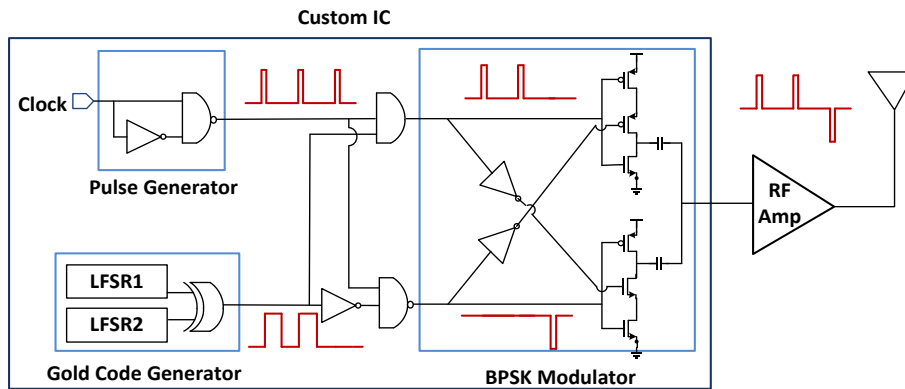 Custom IC
Clock
Pulse Generator
LFSR1
LFSR2
Gold Code Generator
BPSK Modulator
RF
Amp